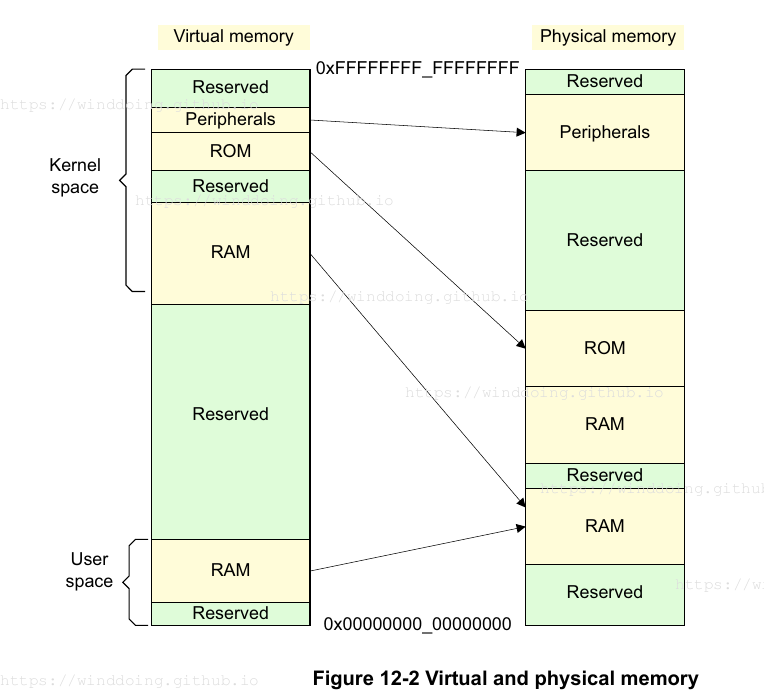 Virtual memory
Physical memory
0xFFFFFFFF_FFFFFFFF
Kernel
space
Reserved
Peripherals
ROM
Reserved
RAM
Reserved
User
space
RAM
Reserved
0x00000000_00000000
Reserved
Peripherals
Reserved
ROM
RAM
Reserved
RAM
Reserved
https://winddoing.github.io
https://winddoing.github.io
https://winddoing.github.io
https://winddoing.github.io
https://winddoing.githu
https://wi
https://winddoing.github.io
Figure 12-2 Virtual and physical memory